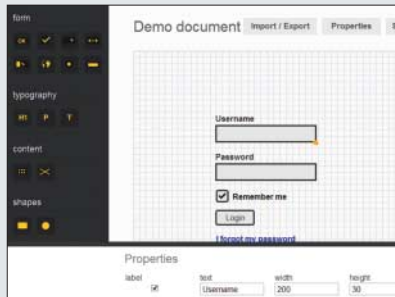 form
Demo document
Import / Export
Properties
OK
typography
H1 P T
content
shapes
Username
Password
Remember me
Login
I forgot my password
Properties
label
text
width
height
Username
200
30